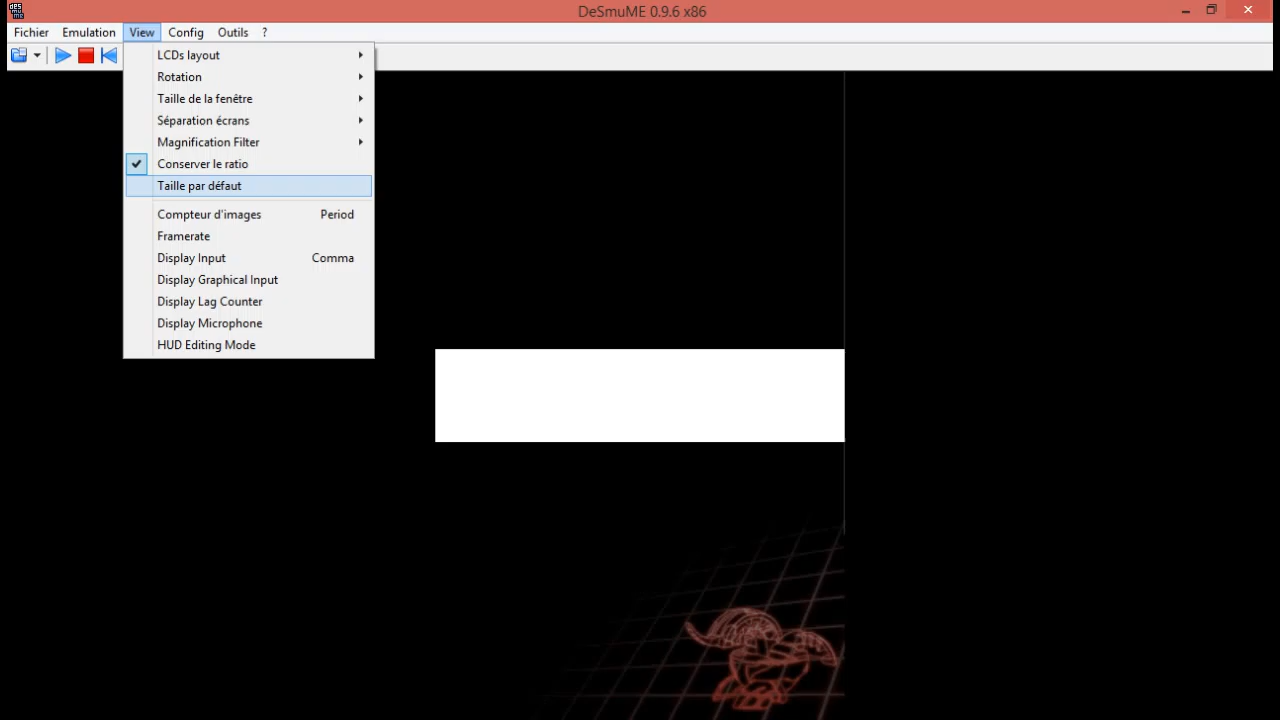 DeSmuME 0.9.6 x86
Fichier Emulation View Config Outils ?
LCDs layout
Rotation
Taille de la fenêtre
Séparation écrans
Magnification Filter
Conserver le ratio
Taille par défaut
Compteur d'images Period
Framerate
Display Input Comma
Display Graphical Input
Display Lag Counter
Display Microphone
HUD Editing Mode